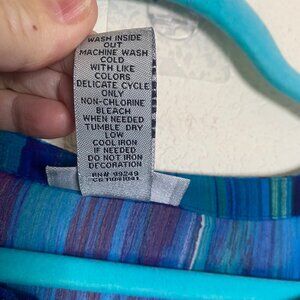 WASH INSIDE
OUT
MACHINE WASH
COLD
WITH LIKE
COLORS
DELICATE CYCLE
ONLY
NON-CHLORINE
BLEACH
WHEN NEEDED
TUMBLE DRY
LOW
COOL IRON
IF NEEDED
DO NOT IRON
DECORATION
RN# 99249